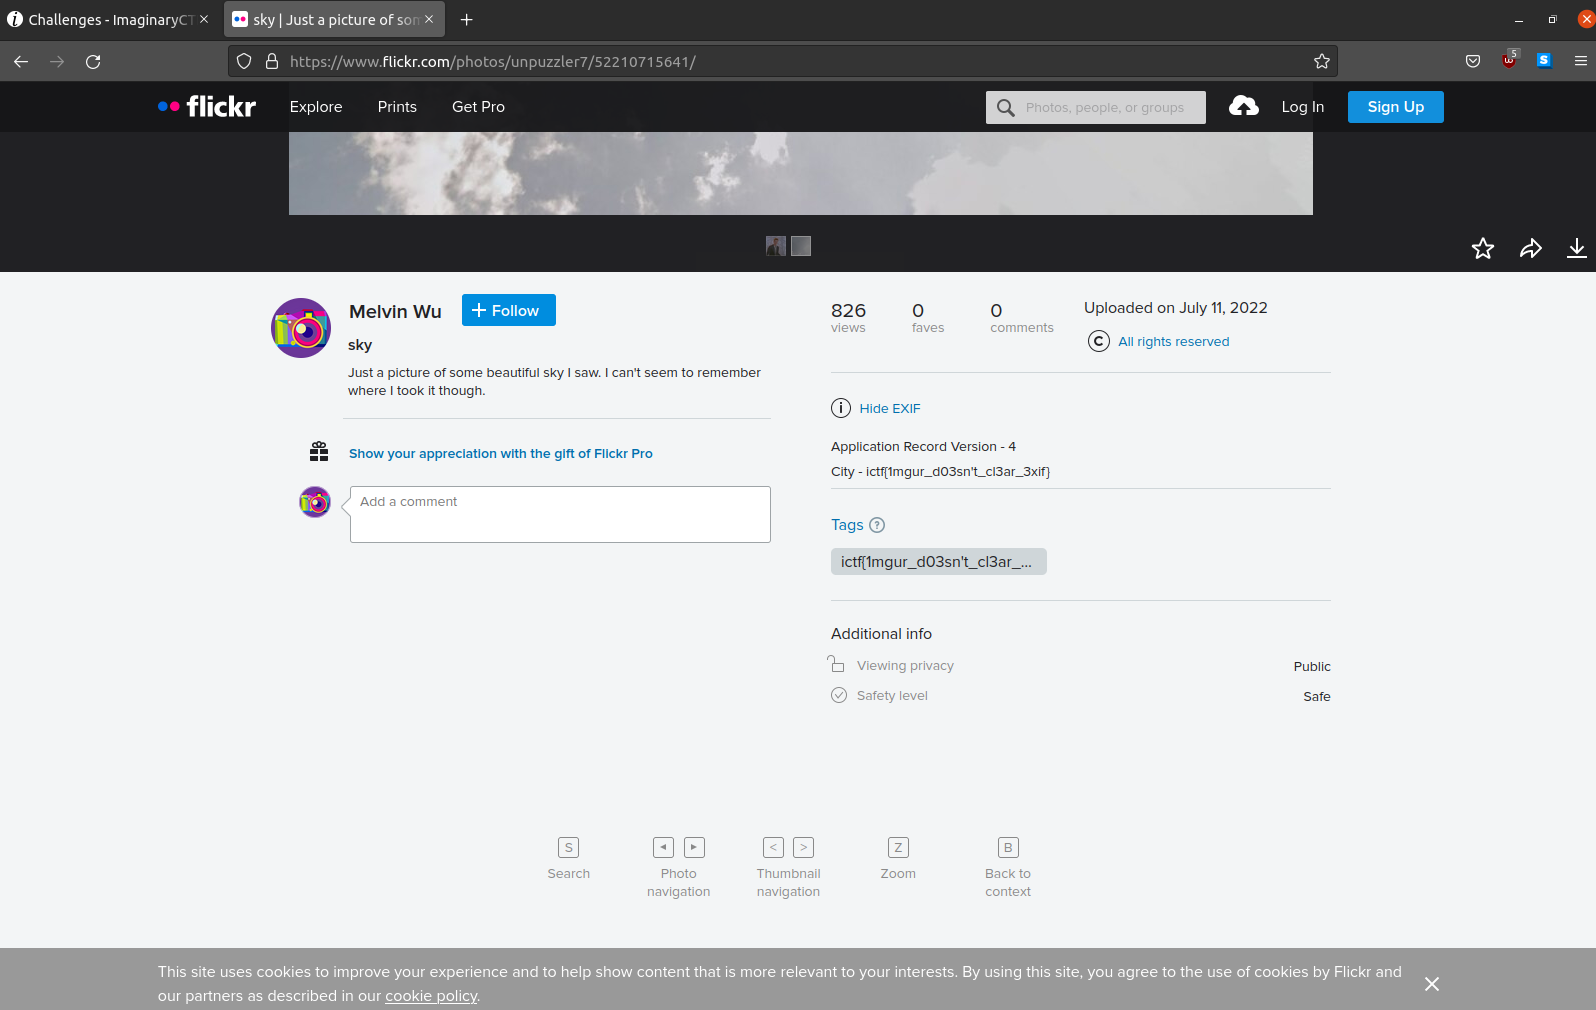 Challenges - ImaginaryCT
sky | Just a picture of som
https://www.flickr.com/photos/unpuzzler7/52210715641/
5
S
flickr
Explore
Prints
Get Pro
Photos, people, or groups
Log In
Sign Up
Melvin Wu
Follow
sky
Just a picture of some beautiful sky I saw. I can't seem to remember
where I took it though.
Show your appreciation with the gift of Flickr Pro
Add a comment
826
views
0
faves
0
comments
Uploaded on July 11, 2022
All rights reserved
Hide EXIF
Application Record Version - 4
City - ictf{1mgur_d03sn't_cl3ar_3xif}
Tags ?
ictf{1mgur_d03sn't_cl3ar_...
Additional info
Viewing privacy
Public
Safety level
Safe
S
Search
Photo
navigation
< >
Thumbnail
navigation
Z
Zoom
B
Back to
context
This site uses cookies to improve your experience and to help show content that is more relevant to your interests. By using this site, you agree to the use of cookies by Flickr and
our partners as described in our cookie policy.